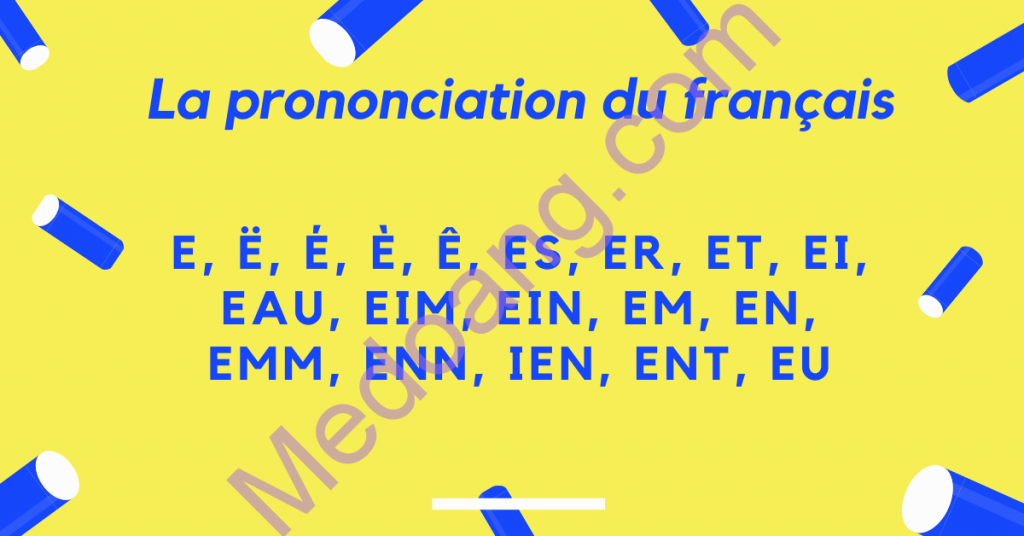 La prononciation du français
E, Ë, É, È, Ê, ES, ER, ET, EI,
EAU, EIM, EIN, EM, EN,
EMM, ENN, IEN, ENT, EU
Medoang.com